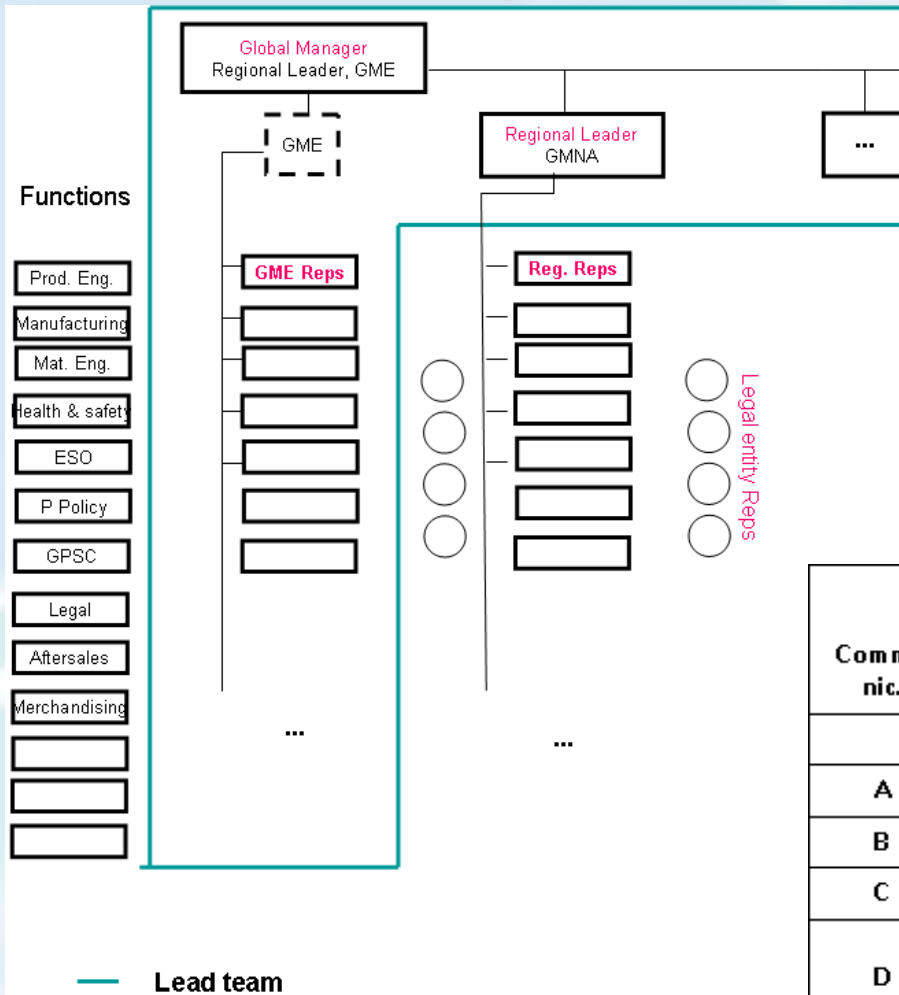 Global Manager
Regional Leader, GME
GME
Regional Leader
GMNA
...
Functions
Prod. Eng.
Manufacturing
Mat. Eng.
Health & safety
ESO
P Policy
GPSC
Legal
Aftersales
Merchandising
GME Reps
...
Reg. Reps
...
Legal entity Reps
nic.
A
B
C
D
Lead team